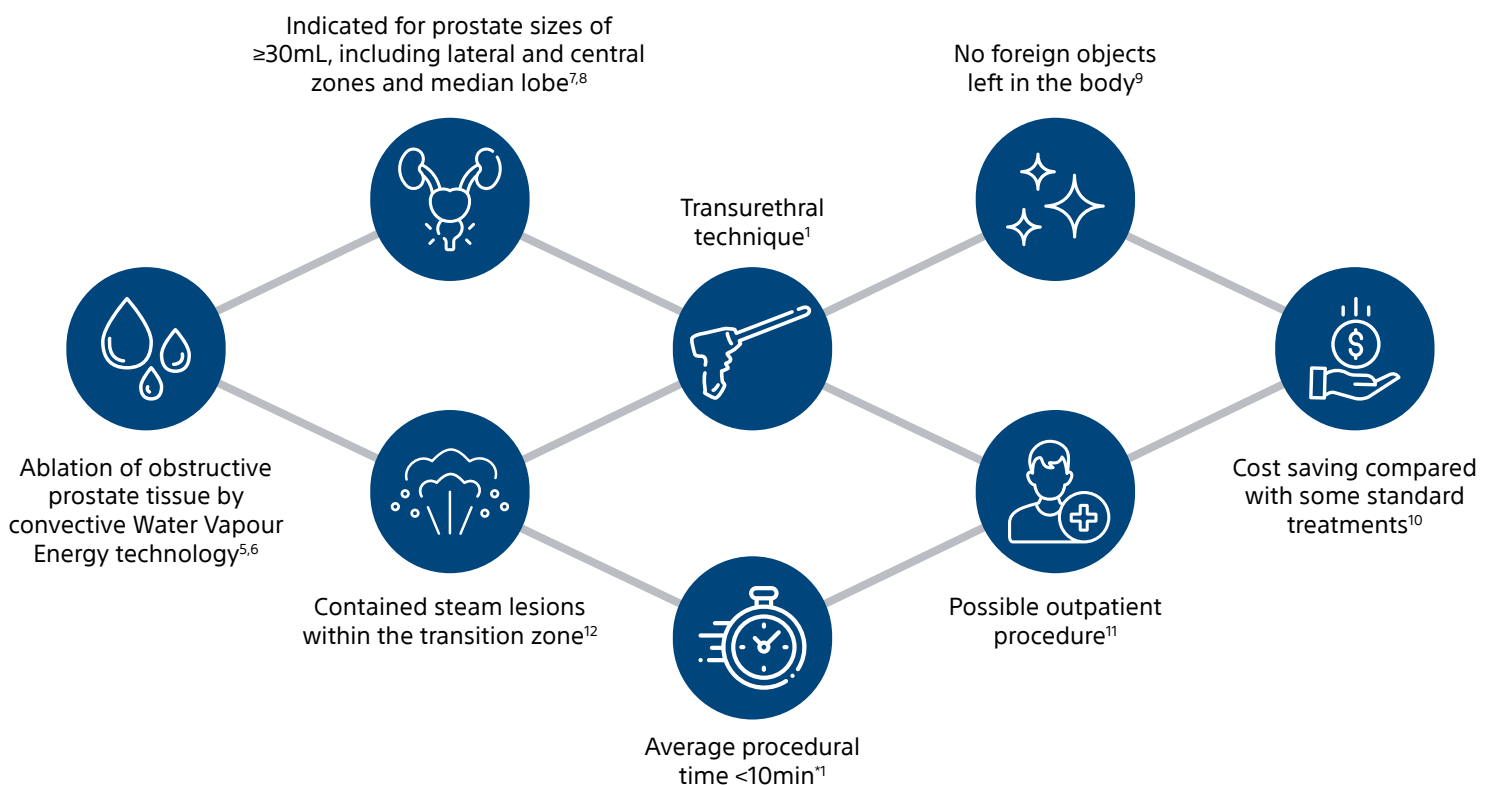 Indicated for prostate sizes of
≥30mL, including lateral and central
zones and median lobe7,8
No foreign objects
left in the body9
Transurethral
technique1
$
Ablation of obstructive
prostate tissue by
convective Water Vapour
Energy technology5,6
Cost saving compared
with some standard
treatments10
Contained steam lesions
within the transition zone12
Possible outpatient
procedure11
Average procedural
time <10min*1